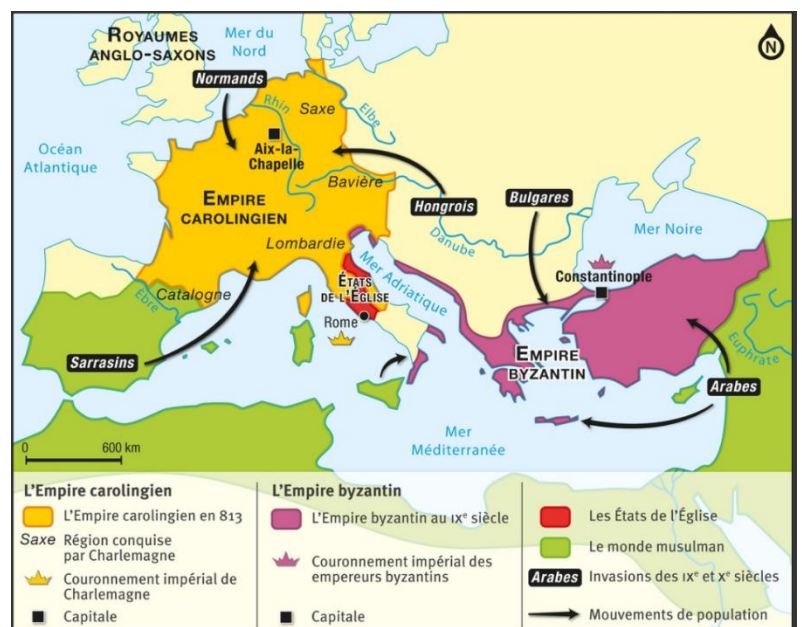 ROYAUMES
ANGLO-SAXONS
Mer du
Nord
N
Normands
Rhin
Saxe
Elbe
Océan
Atlantique
Aix-la-
Chapelle
Bavière
EMPIRE
CAROLINGIEN
Hongrois
Bulgares
Danube
Mer Noire
Lombardie
Mer Adriatique
Constantinople
ÉTATS
DE L'ÉGLISE
Catalogne
Èbre
Rome
Euphrate
EMPIRE
BYZANTIN
Sarrasins
Arabes
0 600 km
Mer
Méditerranée
L'Empire carolingien
L'Empire carolingien en 813
Saxe Région conquise
par Charlemagne
Couronnement impérial de
Charlemagne
Capitale
L'Empire byzantin
L'Empire byzantin au IXe siècle
Couronnement impérial des
empereurs byzantins
Capitale
Les États de l'Église
Le monde musulman
Arabes Invasions des IXe et Xe siècles
Mouvements de population